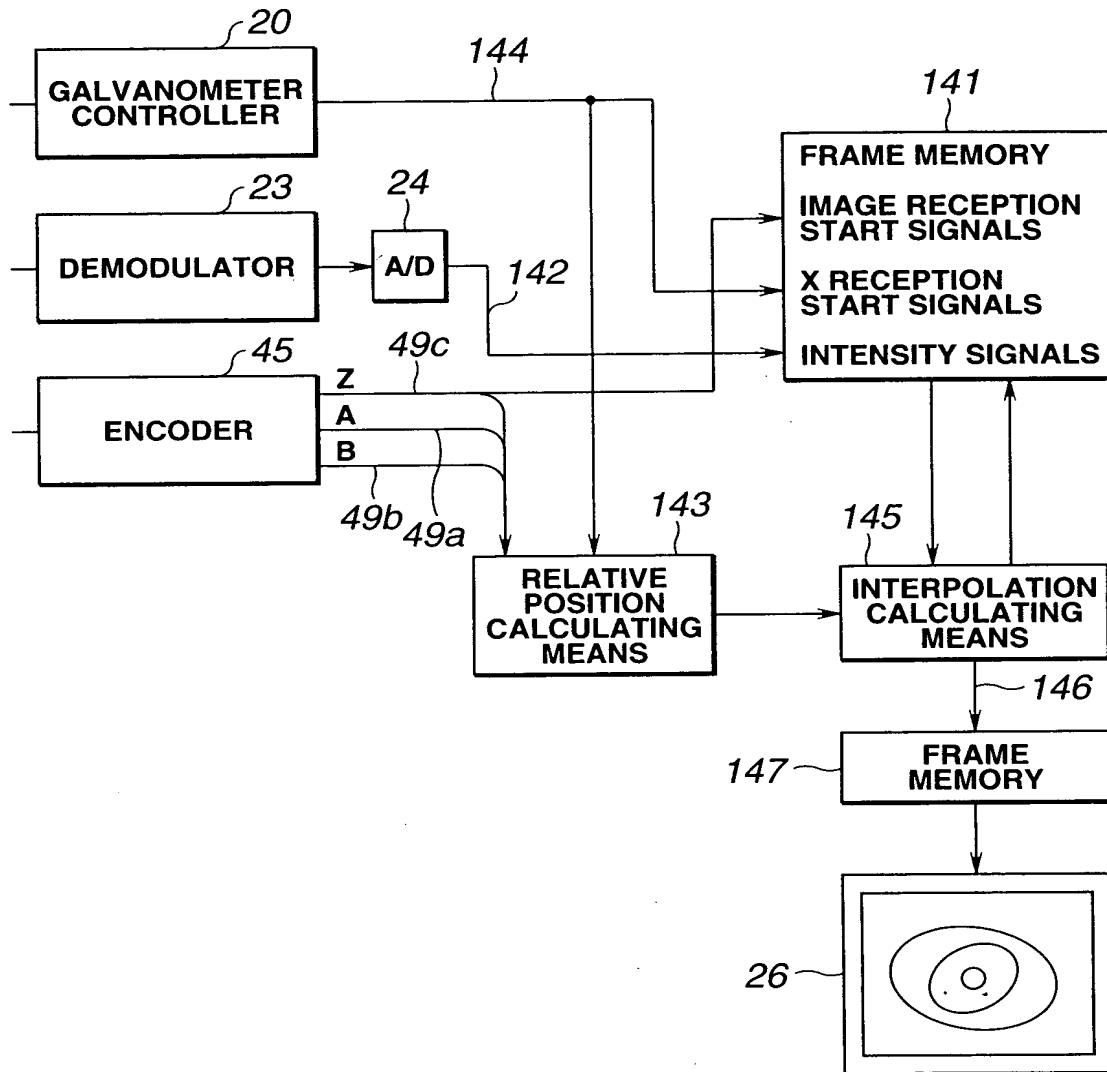 20
GALVANOMETER
CONTROLLER
144
141
FRAME MEMORY
IMAGE RECEPTION
START SIGNALS
X RECEPTION
START SIGNALS
INTENSITY SIGNALS
23
DEMODULATOR
24
A/D
142
45
ENCODER
Z
A
B
49c
49b
49a
143
RELATIVE
POSITION
CALCULATING
MEANS
145
INTERPOLATION
CALCULATING
MEANS
146
147
FRAME
MEMORY
26